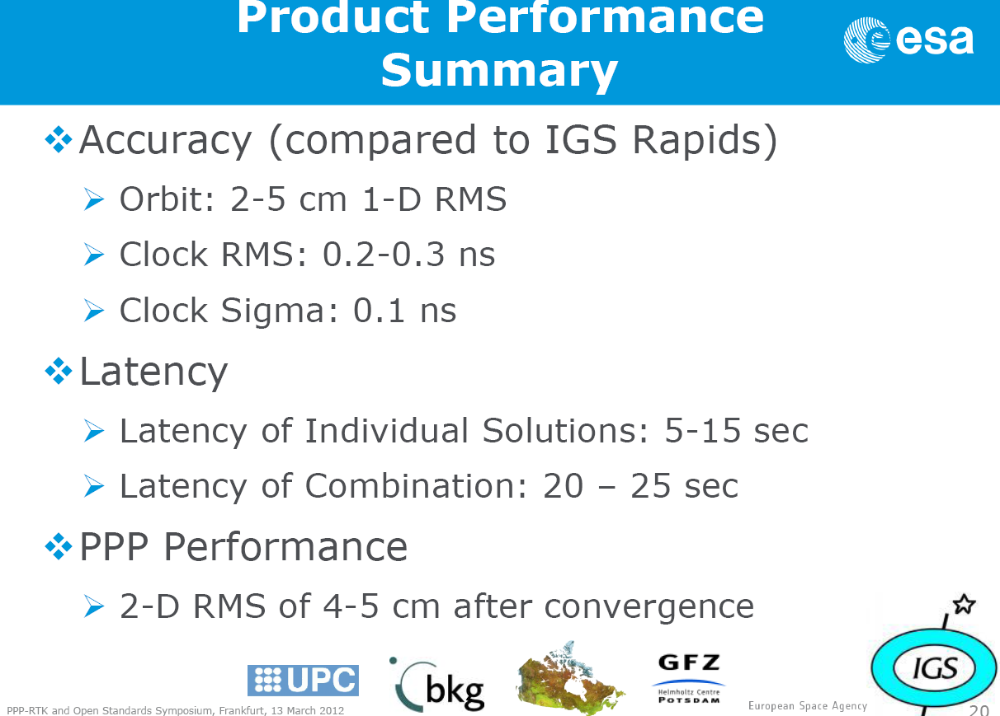 Product Performance
Summary
esa
Accuracy (compared to IGS Rapids)
Orbit: 2-5 cm 1-D RMS
Clock RMS: 0.2-0.3 ns
Clock Sigma: 0.1 ns
Latency
Latency of Individual Solutions: 5-15 sec
Latency of Combination: 20 – 25 sec
PPP Performance
2-D RMS of 4-5 cm after convergence
UPC
bkg
GFZ
Helmholtz Centre
POTSDAM
IGS
PPP-RTK and Open Standards Symposium, Frankfurt, 13 March 2012
European Space Agency
20